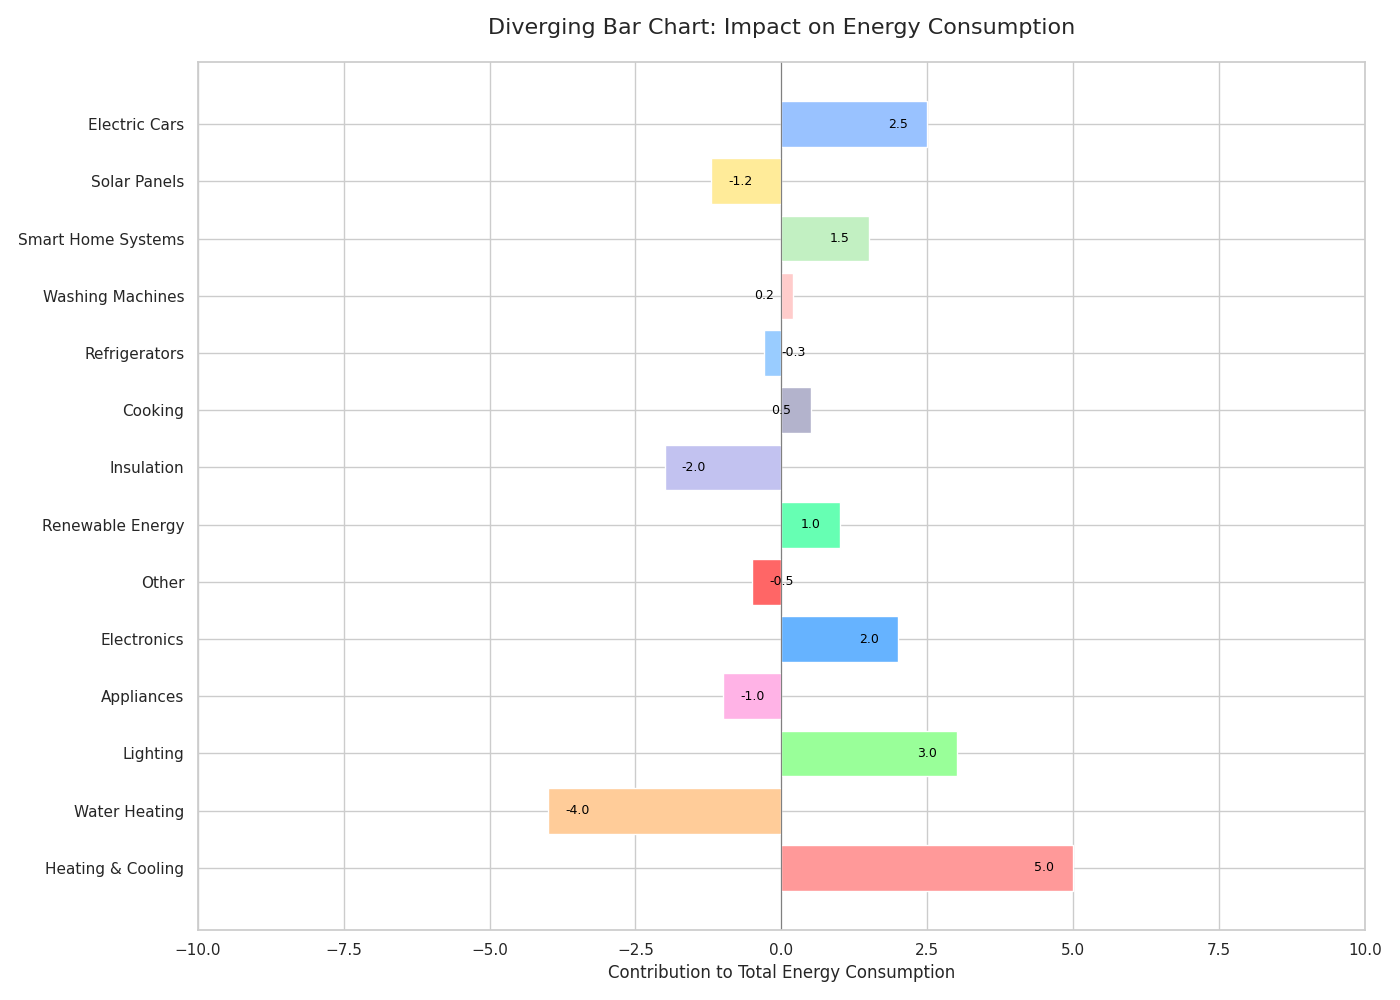 Diverging Bar Chart: Impact on Energy Consumption
Electric Cars
2.5
Solar Panels
-1.2
Smart Home Systems
1.5
Washing Machines
0.2
Refrigerators
-0.3
Cooking
0.5
Insulation
-2.0
Renewable Energy
1.0
Other
-0.5
Electronics
2.0
Appliances
-1.0
Lighting
3.0
Water Heating
-4.0
Heating & Cooling
5.0
−10.0 −7.5 −5.0 −2.5 0.0 2.5 5.0 7.5 10.0
Contribution to Total Energy Consumption